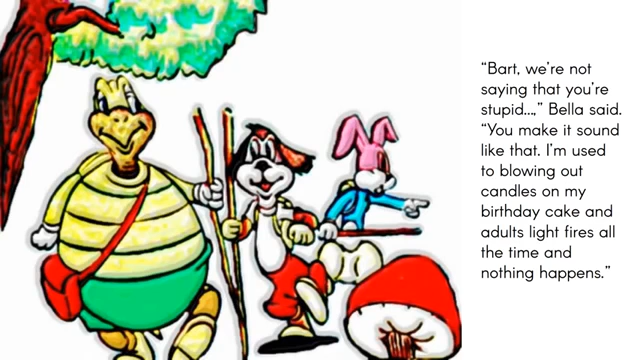 “Bart, we’re not
saying that you’re
stupid...,” Bella said.
“You make it sound
like that. I’m used
to blowing out
candles on my
birthday cake and
adults light fires all
the time and
nothing happens.”